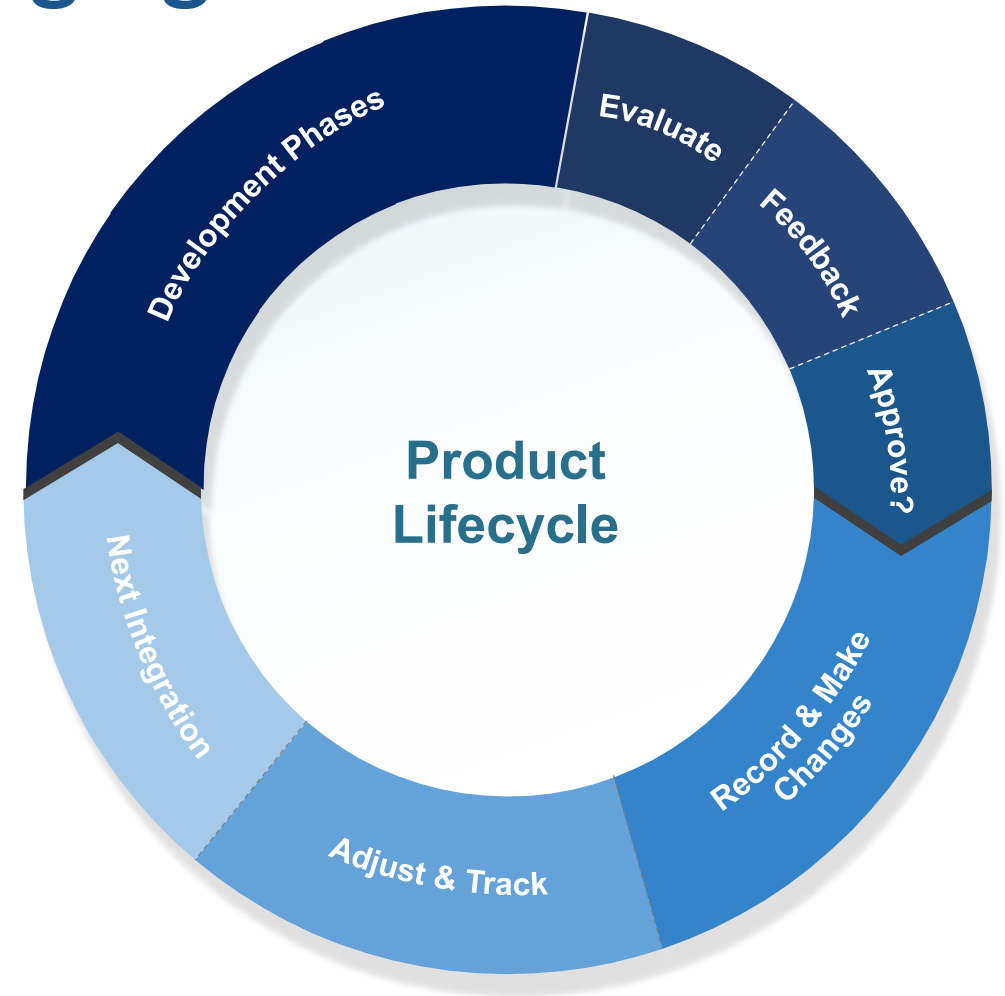 Development Phases
Evaluate
Feedback
Approve?
Record & Make
Changes
Adjust & Track
Next Integration
Product
Lifecycle